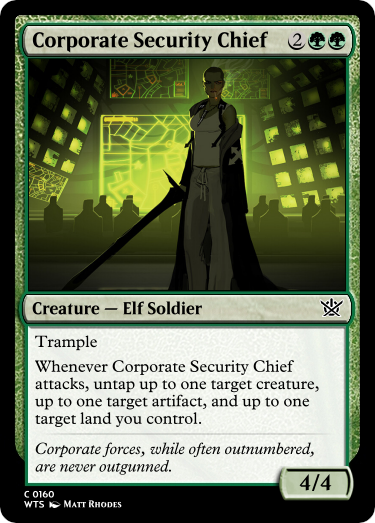 Corporate Security Chief 2
Creature — Elf Soldier
Trample
Whenever Corporate Security Chief
attacks, untap up to one target creature,
up to one target artifact, and up to one
target land you control.
Corporate forces, while often outnumbered,
are never outgunned.
4/4
C 0160
WTS Matt Rhodes